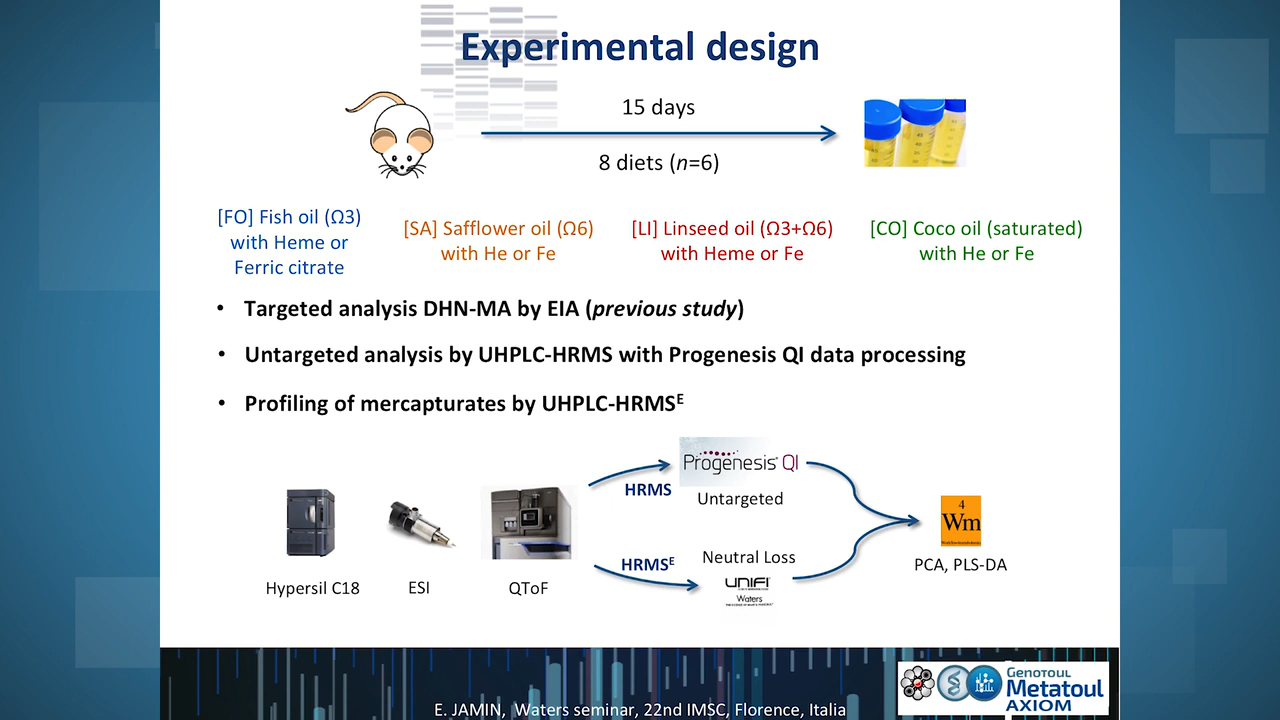 Experimental design
15 days
8 diets (n=6)
[FO] Fish oil (Ω3)
with Heme or
Ferric citrate
[SA] Safflower oil (Ω6)
with He or Fe
[LI] Linseed oil (Ω3+Ω6)
with Heme or Fe
[CO] Coco oil (saturated)
with He or Fe
• Targeted analysis DHN-MA by EIA (previous study)
• Untargeted analysis by UHPLC-HRMS with Progenesis QI data processing
• Profiling of mercapturates by UHPLC-HRMSᴱ
Progenesis QI
HRMS
Untargeted
4
Wm
HRMSᴱ
Neutral Loss
UNIFI
Waters
PCA, PLS-DA
Hypersil C18
ESI
QToF
GENOTOUL
Metatoul
AXIOM
E. JAMIN, Waters seminar, 22nd IMSC, Florence, Italia